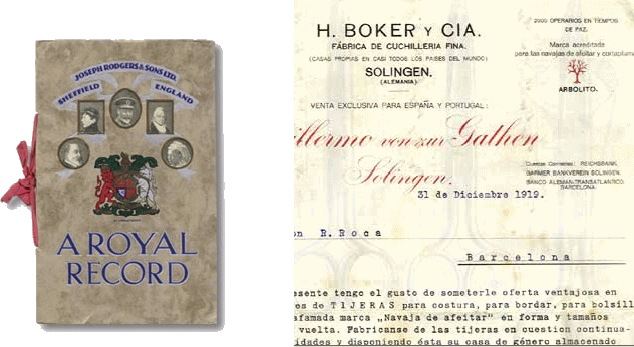 JOSEPH RODGERS & SONS LTD.
SHEFFIELD ENGLAND
A ROYAL
RECORD
H. BOKER Y CIA.
FÁBRICA DE CUCHILLERIA FINA.
(CASAS PROPIAS EN CASI TODOS LOS PAISES DEL MUNDO)
SOLINGEN.
(ALEMANIA)
2000 OPERARIOS EN TIEMPOS
DE PAZ.
Marca acreditada
para las navajas de afeitar y cortaplumas
ARBOLITO.
VENTA EXCLUSIVA PARA ESPAÑA Y PORTUGAL:
illermo von zur Gathen
Solingen.
Cuentas Corrientes: REICHSBANK.
BARMER BANKVEREIN SOLINGEN.
BANCO ALEMAN-TRANSATLANTICO:
BARCELONA.
31 de Diciembre 1919.
on R. Roca
Barcelona
esente tengo el gusto de someterle oferta ventajosa en
es de TIJERAS para costura, para bordar, para bolsill
afamada marca „Navaja de afeitar" en forma y tamaños
vuelta. Fabricanse de las tijeras en cuestion continua-
idades y disponiendo ésta su casa de género almacenado